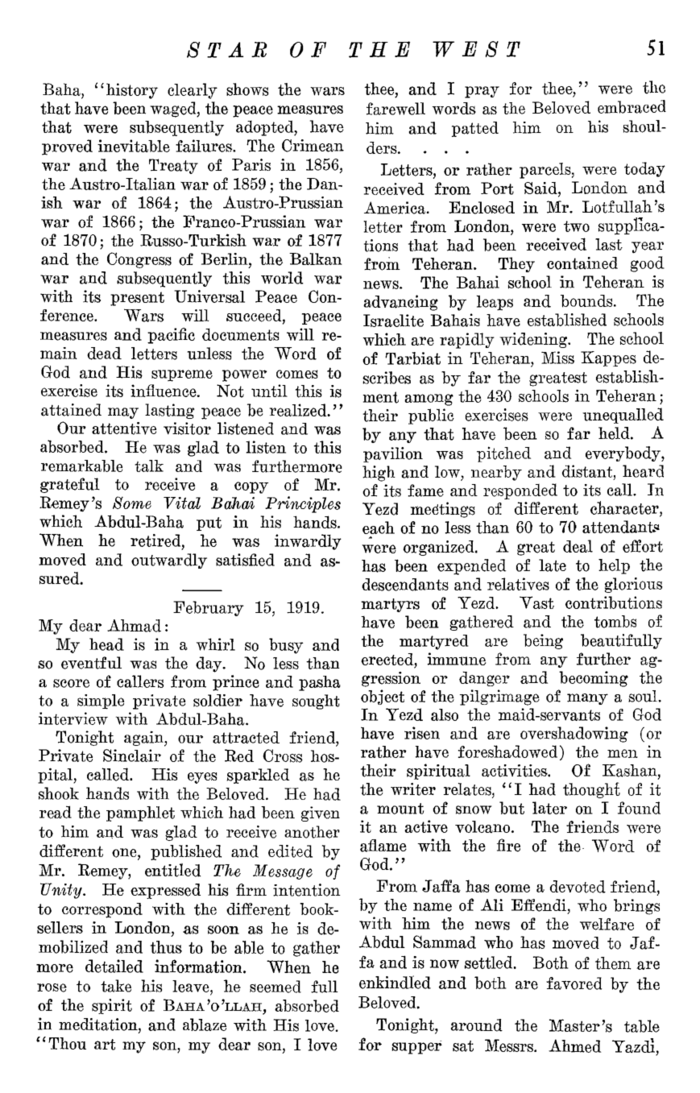 STAR OF THE WEST 51
Baha, "history clearly shows the wars
that have been waged, the peace measures
that were subsequently adopted, have
proved inevitable failures. The Crimean
war and the Treaty of Paris in 1856,
the Austro-Italian war of 1859; the Dan-
ish war of 1864; the Austro-Prussian
war of 1866; the Franco-Prussian war
of 1870; the Russo-Turkish war of 1877
and the Congress of Berlin, the Balkan
war and subsequently this world war
with its present Universal Peace Con-
ference. Wars will succeed, peace
measures and pacific documents will re-
main dead letters unless the Word of
God and His supreme power comes to
exercise its influence. Not until this is
attained may lasting peace be realized."
Our attentive visitor listened and was
absorbed. He was glad to listen to this
remarkable talk and was furthermore
grateful to receive a copy of Mr.
Remey's Some Vital Bahai Principles
which Abdul-Baha put in his hands.
When he retired, he was inwardly
moved and outwardly satisfied and as-
sured.
February 15, 1919.
My dear Ahmad:
My head is in a whirl so busy and
so eventful was the day. No less than
a score of callers from prince and pasha
to a simple private soldier have sought
interview with Abdul-Baha.
Tonight again, our attracted friend,
Private Sinclair of the Red Cross hos-
pital, called. His eyes sparkled as he
shook hands with the Beloved. He had
read the pamphlet which had been given
to him and was glad to receive another
different one, published and edited by
Mr. Remey, entitled The Message of
Unity. He expressed his firm intention
to correspond with the different book-
sellers in London, as soon as he is de-
mobilized and thus to be able to gather
more detailed information. When he
rose to take his leave, he seemed full
of the spirit of BAHA'O'LLAH, absorbed
in meditation, and ablaze with His love.
"Thou art my son, my dear son, I love
thee, and I pray for thee," were the
farewell words as the Beloved embraced
him and patted him on his shoul-
ders. . . .
Letters, or rather parcels, were today
received from Port Said, London and
America. Enclosed in Mr. Lotfullah's
letter from London, were two supplica-
tions that had been received last year
from Teheran. They contained good
news. The Bahai school in Teheran is
advancing by leaps and bounds. The
Israelite Bahais have established schools
which are rapidly widening. The school
of Tarbiat in Teheran, Miss Kappes de-
scribes as by far the greatest establish-
ment among the 430 schools in Teheran;
their public exercises were unequalled
by any that have been so far held. A
pavilion was pitched and everybody,
high and low, nearby and distant, heard
of its fame and responded to its call. In
Yezd meetings of different character,
each of no less than 60 to 70 attendants
were organized. A great deal of effort
has been expended of late to help the
descendants and relatives of the glorious
martyrs of Yezd. Vast contributions
have been gathered and the tombs of
the martyred are being beautifully
erected, immune from any further ag-
gression or danger and becoming the
object of the pilgrimage of many a soul.
In Yezd also the maid-servants of God
have risen and are overshadowing (or
rather have foreshadowed) the men in
their spiritual activities. Of Kashan,
the writer relates, "I had thought of it
a mount of snow but later on I found
it an active volcano. The friends were
aflame with the fire of the Word of
God."
From Jaffa has come a devoted friend,
by the name of Ali Effendi, who brings
with him the news of the welfare of
Abdul Sammad who has moved to Jaf-
fa and is now settled. Both of them are
enkindled and both are favored by the
Beloved.
Tonight, around the Master's table
for supper sat Messrs. Ahmed Yazdi,